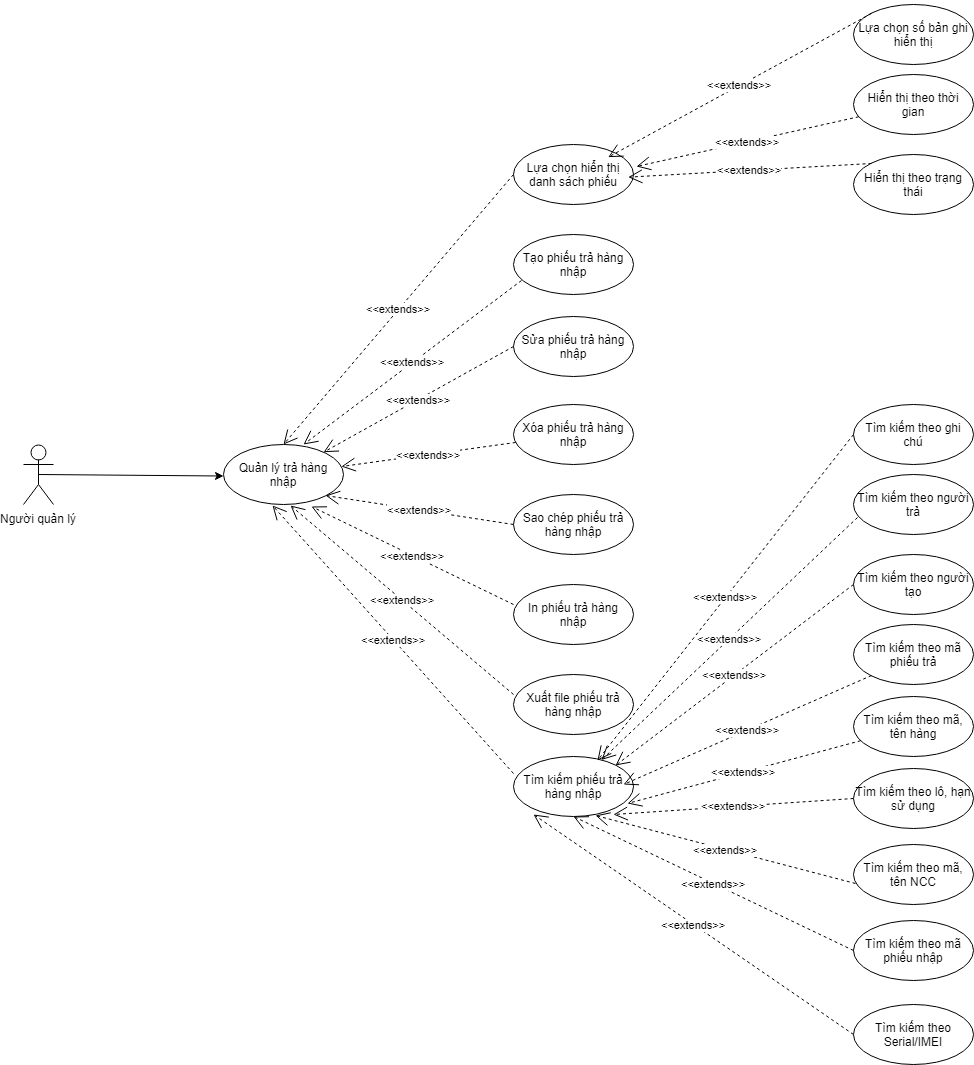 Lựa chọn số bản ghi
hiển thị
<<extends>>
Hiển thị theo thời
gian
<<extends>>
Lựa chọn hiển thị
danh sách phiếu
<<extends>>
Hiển thị theo trạng
thái
Tạo phiếu trả hàng
nhập
<<extends>>
Sửa phiếu trả hàng
nhập
<<extends>>
<<extends>>
Xóa phiếu trả hàng
nhập
Tìm kiếm theo ghi
chú
<<extends>>
Quản lý trả hàng
nhập
Tìm kiếm theo người
trả
<<extends>>
Người quản lý
Sao chép phiếu trả
hàng nhập
<<extends>>
Tìm kiếm theo người
tạo
<<extends>>
In phiếu trả hàng
nhập
<<extends>>
<<extends>>
<<extends>>
<<extends>>
Tìm kiếm theo mã
phiếu trả
<<extends>>
Xuất file phiếu trả
hàng nhập
Tìm kiếm theo mã,
tên hàng
<<extends>>
Tìm kiếm phiếu trả
hàng nhập
<<extends>>
Tìm kiếm theo lô, hạn
sử dụng
<<extends>>
<<extends>>
Tìm kiếm theo mã,
tên NCC
<<extends>>
Tìm kiếm theo mã
phiếu nhập
<<extends>>
Tìm kiếm theo
Serial/IMEI